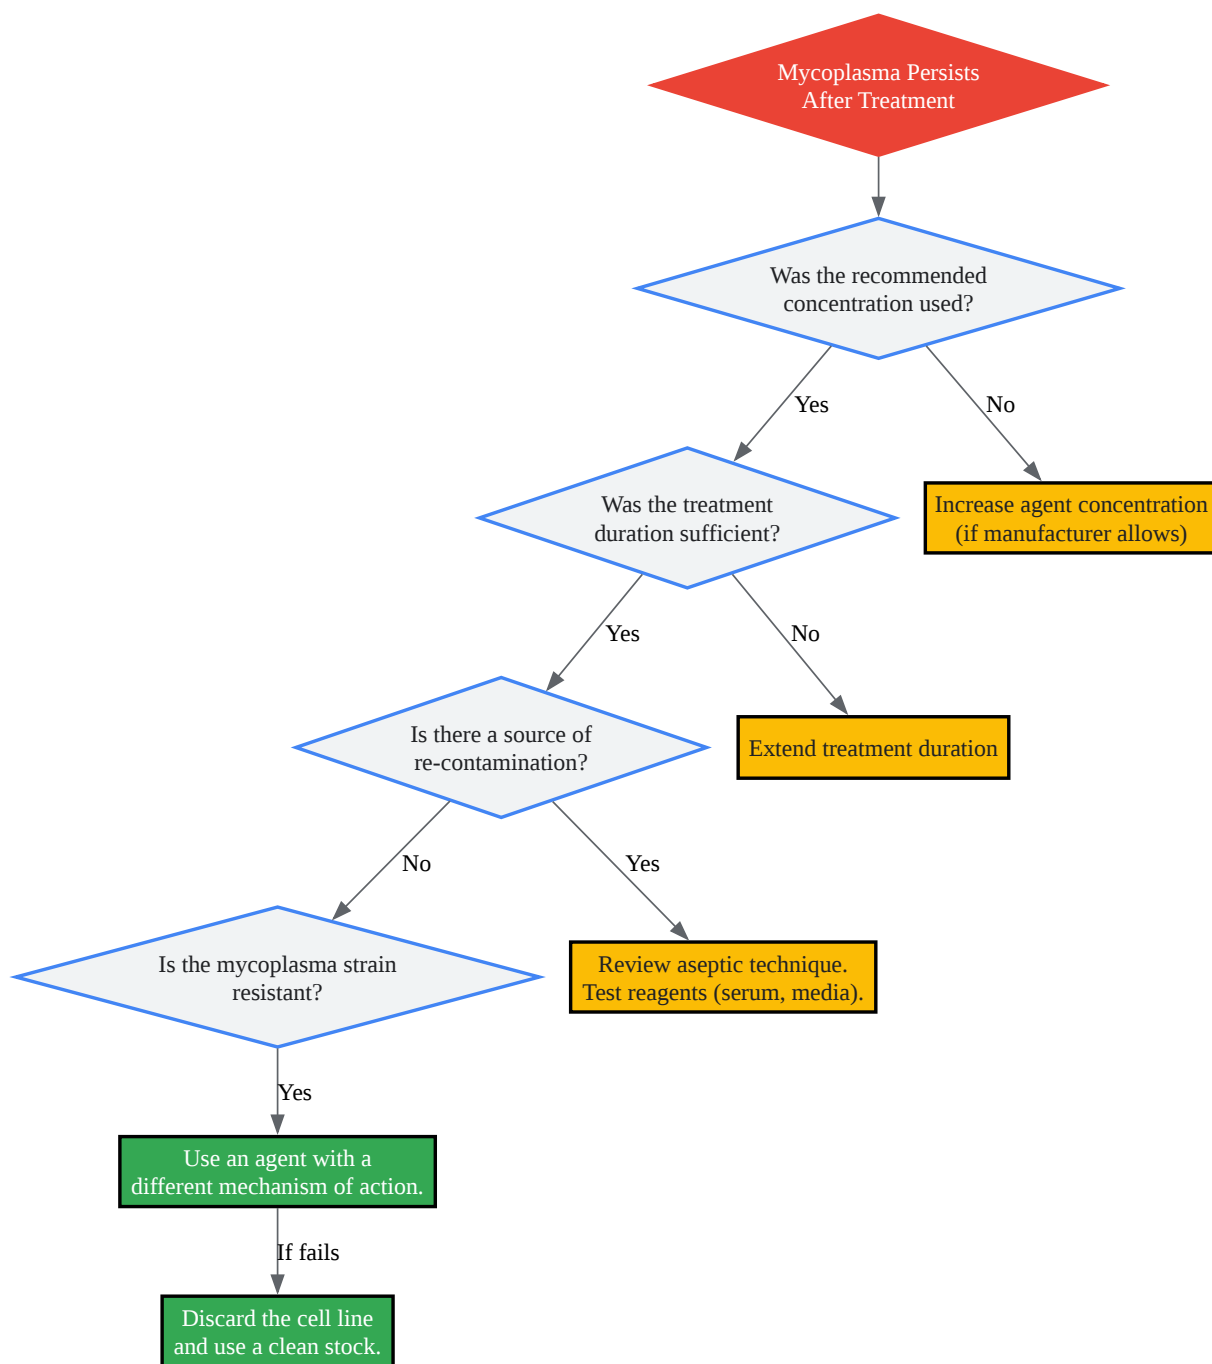 Mycoplasma Persists
After Treatment
Was the recommended
concentration used?
Yes
No
Was the treatment
duration sufficient?
Increase agent concentration
(if manufacturer allows)
Yes
No
Is there a source of
re-contamination?
Extend treatment duration
No
Yes
Is the mycoplasma strain
resistant?
Review aseptic technique.
Test reagents (serum, media).
Yes
Use an agent with a
different mechanism of action.
If fails
Discard the cell line
and use a clean stock.